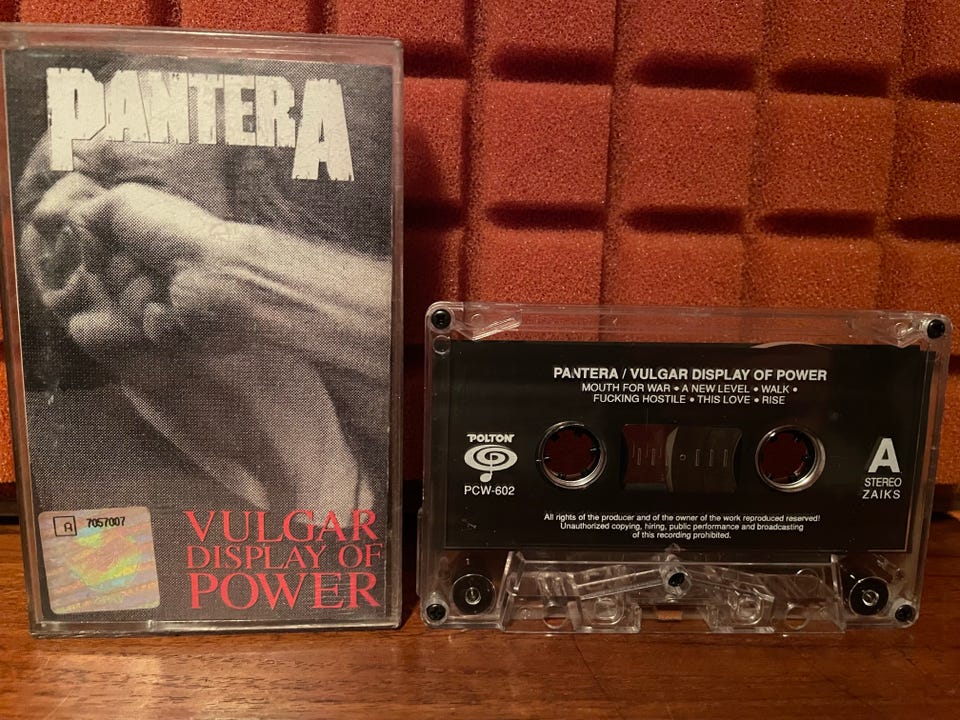 PANTERA
A 7057007
VULGAR
DISPLAY OF
POWER
PANTERA / VULGAR DISPLAY OF POWER
MOUTH FOR WAR • A NEW LEVEL • WALK •
FUCKING HOSTILE • THIS LOVE • RISE
POLTON
PCW-602
A
STEREO
ZAIKS
All rights of the producer and of the owner of the work reproduced reserved!
Unauthorized copying, hiring, public performance and broadcasting
of this recording prohibited.
1